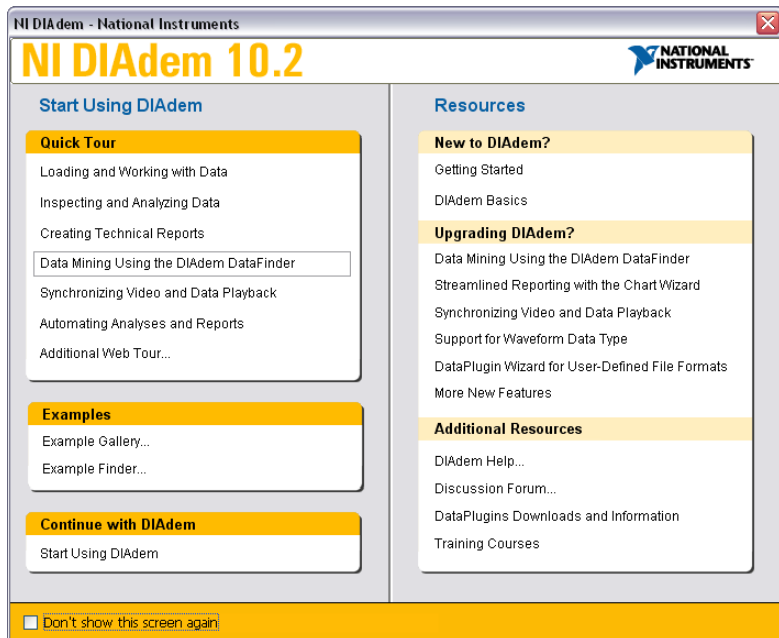 NI DIAdem - National Instruments
NI DIAdem 10.2
NATIONAL
INSTRUMENTS™
Start Using DIAdem
Quick Tour
Loading and Working with Data
Inspecting and Analyzing Data
Creating Technical Reports
Data Mining Using the DIAdem DataFinder
Synchronizing Video and Data Playback
Automating Analyses and Reports
Additional Web Tour...
Examples
Example Gallery...
Example Finder...
Continue with DIAdem
Start Using DIAdem
Resources
New to DIAdem?
Getting Started
DIAdem Basics
Upgrading DIAdem?
Data Mining Using the DIAdem DataFinder
Streamlined Reporting with the Chart Wizard
Synchronizing Video and Data Playback
Support for Waveform Data Type
DataPlugin Wizard for User-Defined File Formats
More New Features
Additional Resources
DIAdem Help...
Discussion Forum...
DataPlugins Downloads and Information
Training Courses
Don't show this screen again